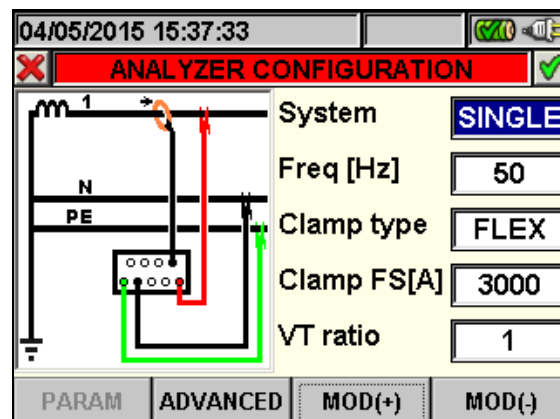 04/05/2015 15:37:33
ANALYZER CONFIGURATION
1
N
PE
System SINGLE
Freq [Hz] 50
Clamp type FLEX
Clamp FS[A] 3000
VT ratio 1
PARAM ADVANCED MOD(+) MOD(-)